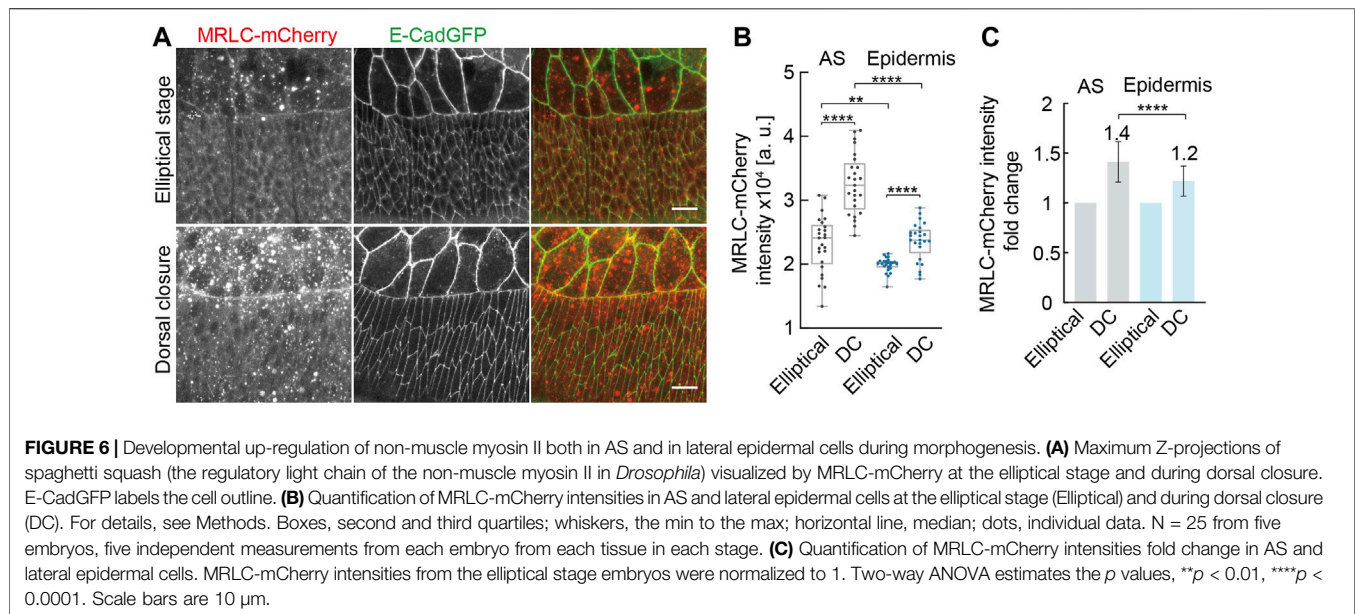 A
MRLC-mCherry
E-CadGFP
Elliptical stage
Dorsal closure
B
AS
Epidermis
****
**
****
****
MRLC-mCherry
intensity x10⁴ [a. u.]
5
4
3
2
1
Elliptical
DC
Elliptical
DC
C
AS
Epidermis
****
1.4
1.2
MRLC-mCherry intensity
fold change
2
1.5
1
0.5
0
Elliptical
DC
Elliptical
DC
FIGURE 6 | Developmental up-regulation of non-muscle myosin II both in AS and in lateral epidermal cells during morphogenesis. (A) Maximum Z-projections of
spaghetti squash (the regulatory light chain of the non-muscle myosin II in Drosophila) visualized by MRLC-mCherry at the elliptical stage and during dorsal closure.
E-CadGFP labels the cell outline. (B) Quantification of MRLC-mCherry intensities in AS and lateral epidermal cells at the elliptical stage (Elliptical) and during dorsal closure
(DC). For details, see Methods. Boxes, second and third quartiles; whiskers, the min to the max; horizontal line, median; dots, individual data. N = 25 from five
embryos, five independent measurements from each embryo from each tissue in each stage. (C) Quantification of MRLC-mCherry intensities fold change in AS and
lateral epidermal cells. MRLC-mCherry intensities from the elliptical stage embryos were normalized to 1. Two-way ANOVA estimates the p values, **p < 0.01, ****p <
0.0001. Scale bars are 10 μm.